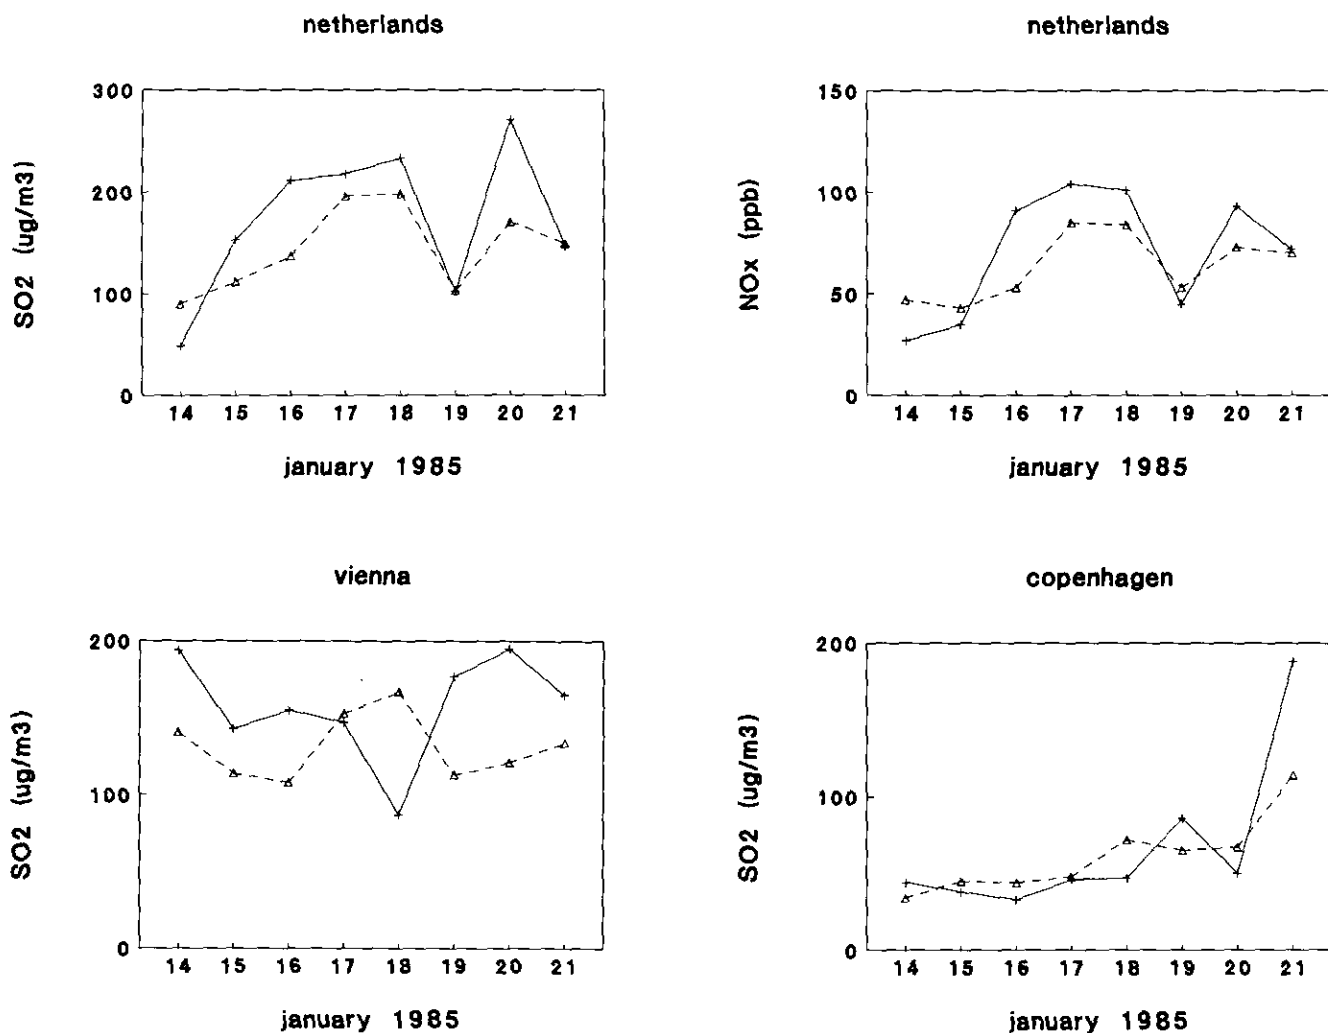 netherlands
300
200
100
0
SO2 (ug/m3)
14 15 16 17 18 19 20 21
january 1985
netherlands
150
100
50
0
NOx (ppb)
14 15 16 17 18 19 20 21
january 1985
vienna
200
100
0
SO2 (ug/m3)
14 15 16 17 18 19 20 21
january 1985
copenhagen
200
100
0
SO2 (ug/m3)
14 15 16 17 18 19 20 21
january 1985